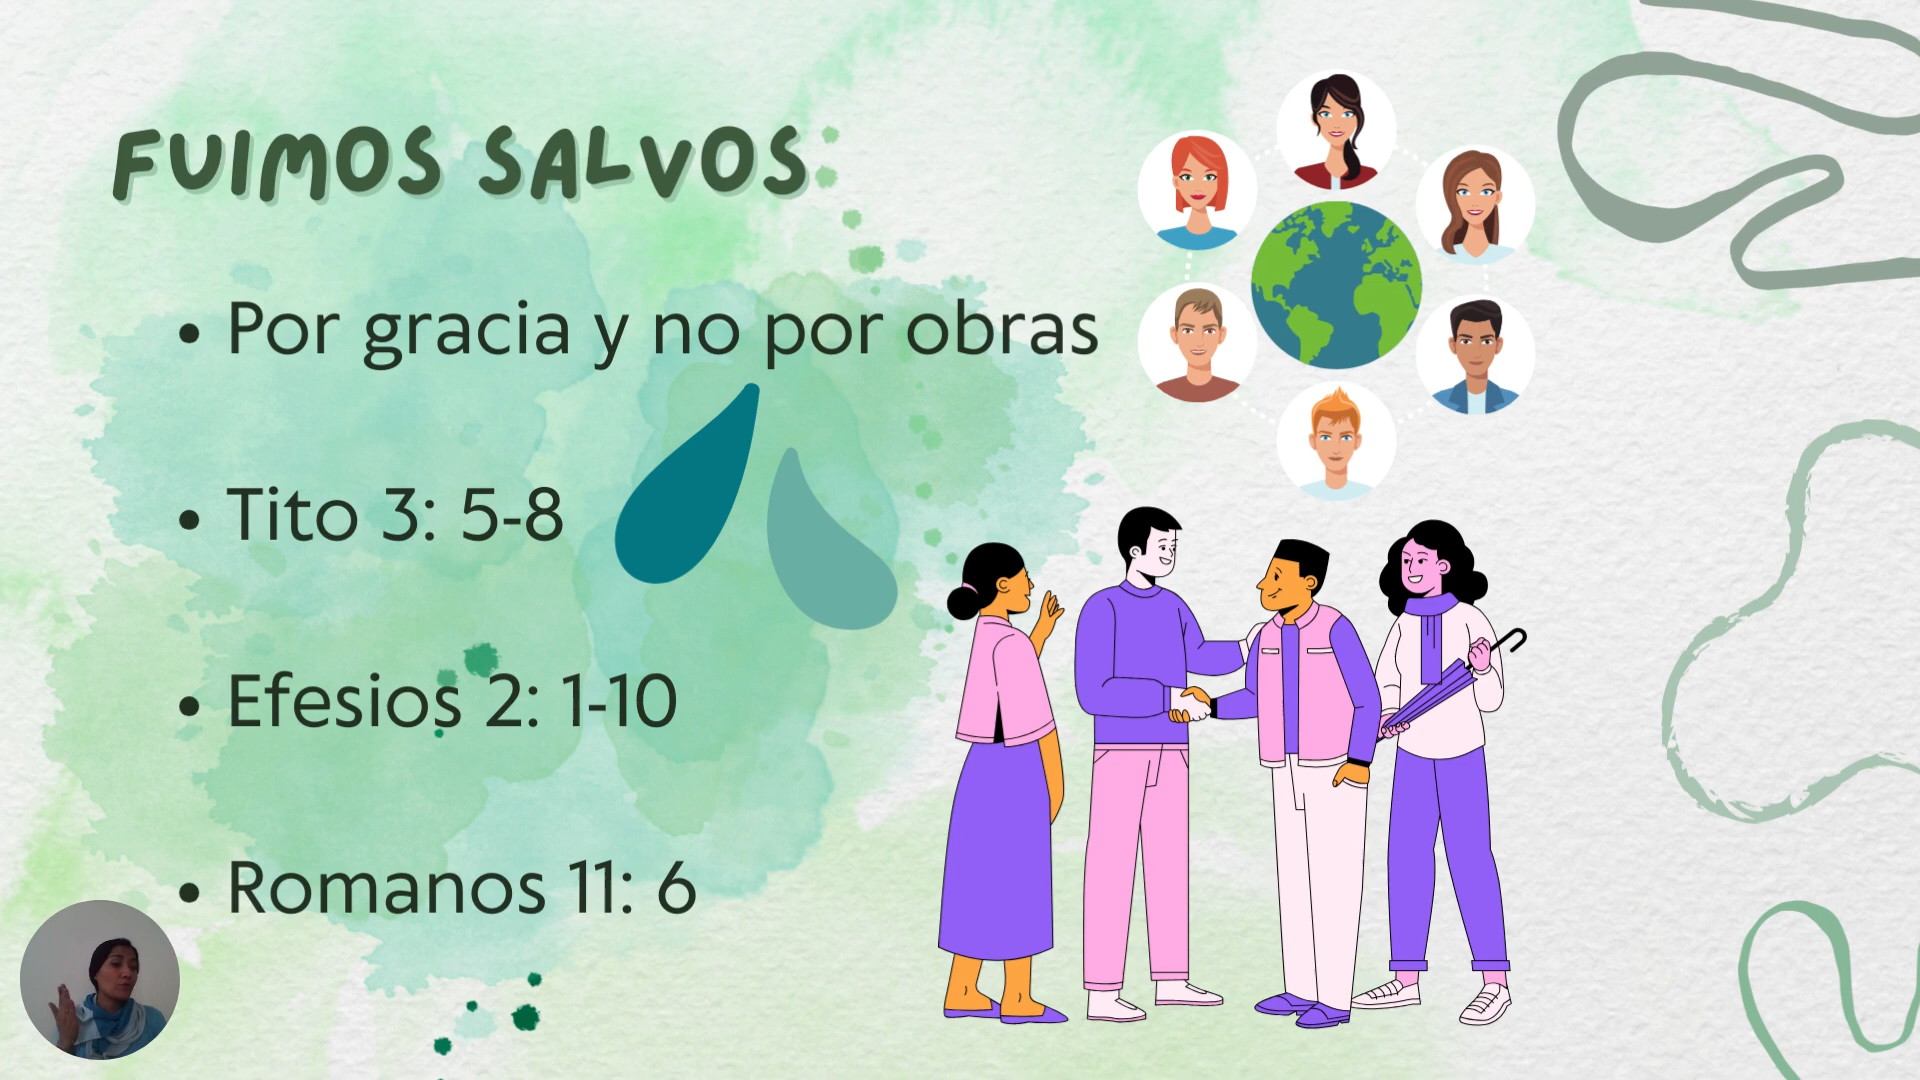 FUIMOS SALVOS
• Por gracia y no por obras
• Tito 3: 5-8
• Efesios 2: 1-10
• Romanos 11: 6